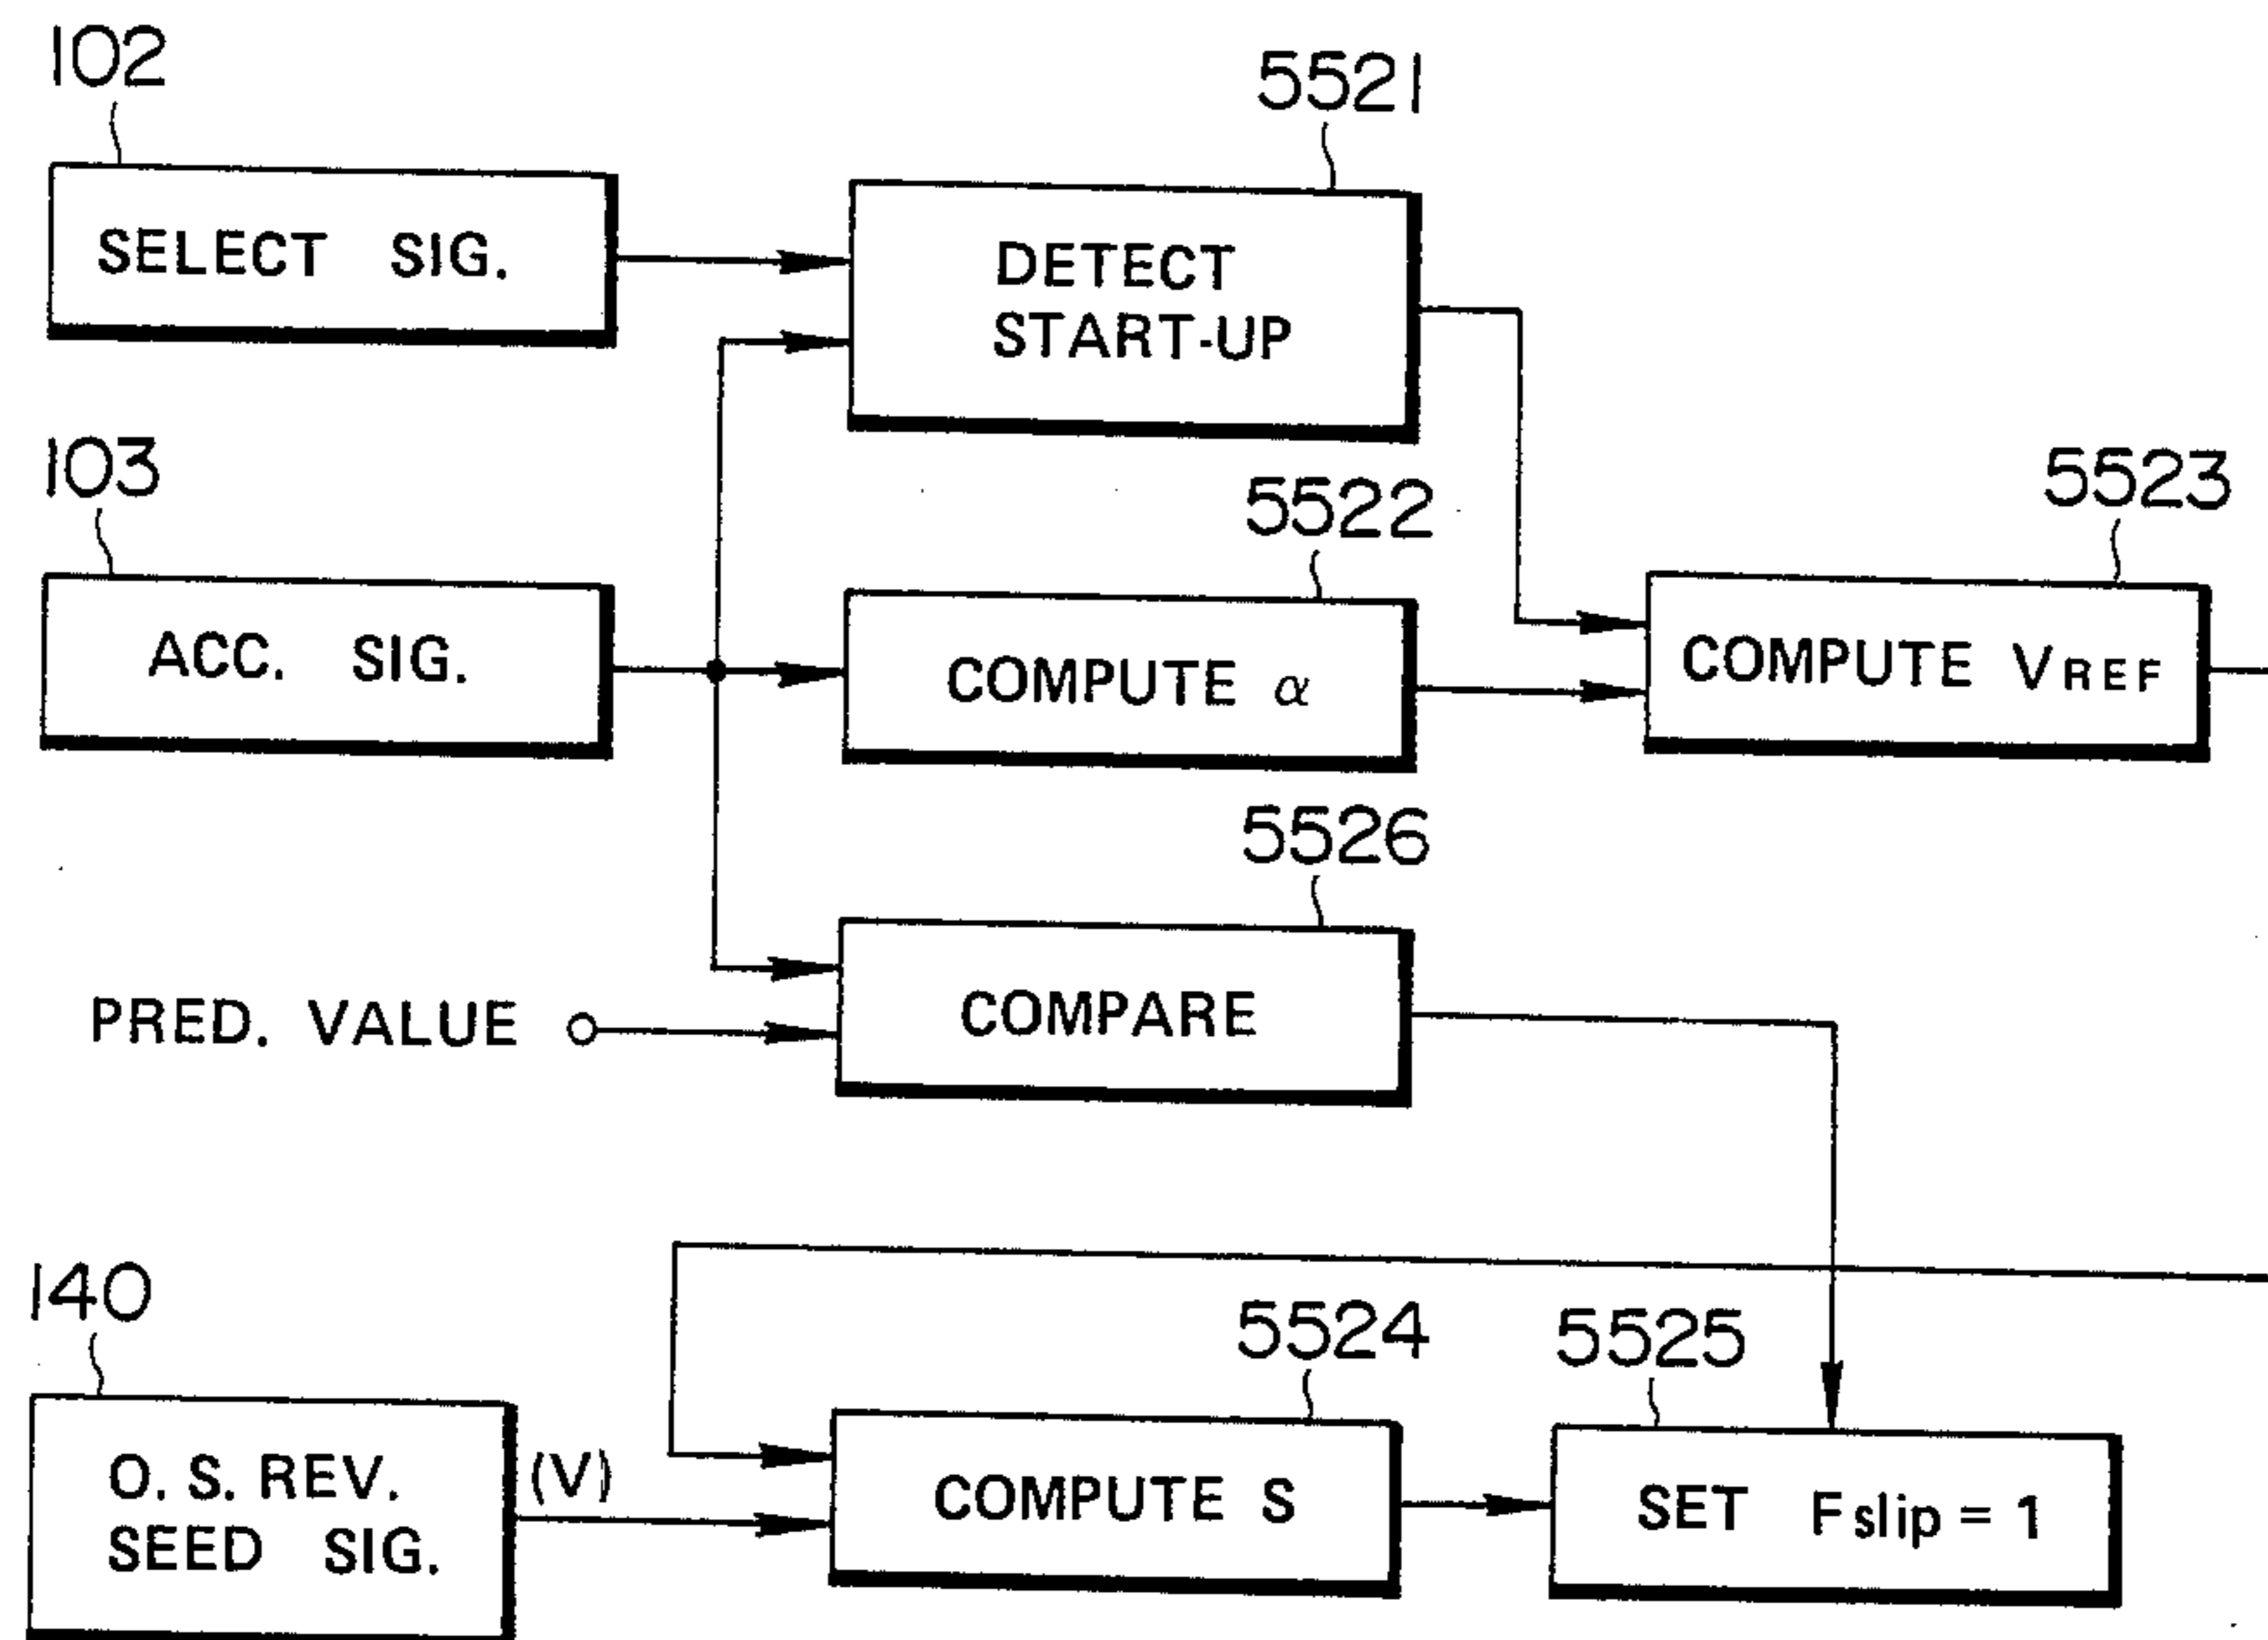 102
SELECT SIG.
5521
DETECT
START-UP
103
ACC. SIG.
5522
COMPUTE α
5523
COMPUTE VREF
5526
COMPARE
PRED. VALUE
140
O. S. REV.
SEED SIG.
(V)
5524
COMPUTE S
5525
SET Fslip = 1